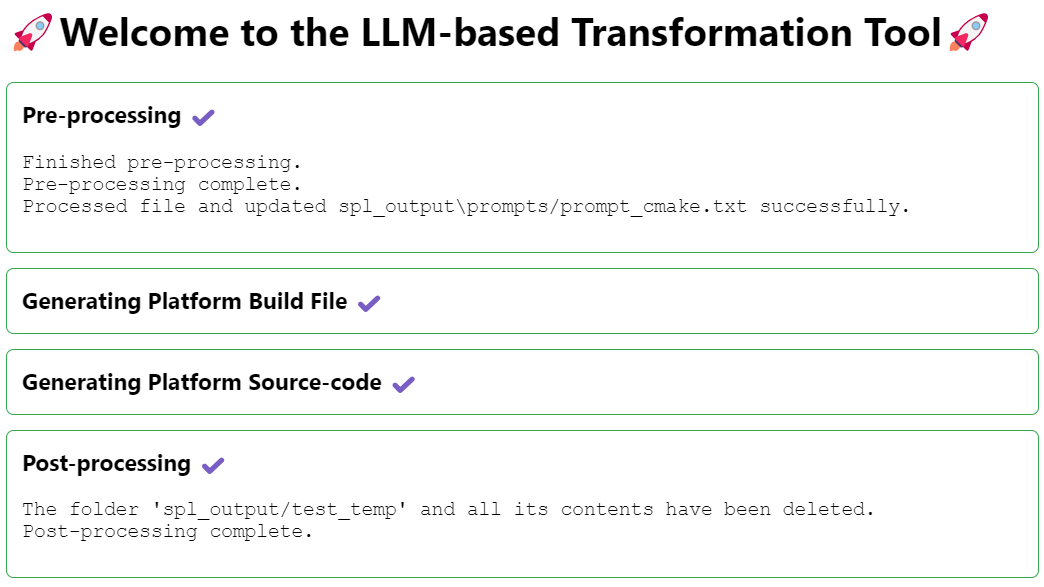 Welcome to the LLM-based Transformation Tool
Pre-processing
Finished pre-processing.
Pre-processing complete.
Processed file and updated spl_output\prompts/prompt_cmake.txt successfully.
Generating Platform Build File
Generating Platform Source-code
Post-processing
The folder 'spl_output/test_temp' and all its contents have been deleted.
Post-processing complete.